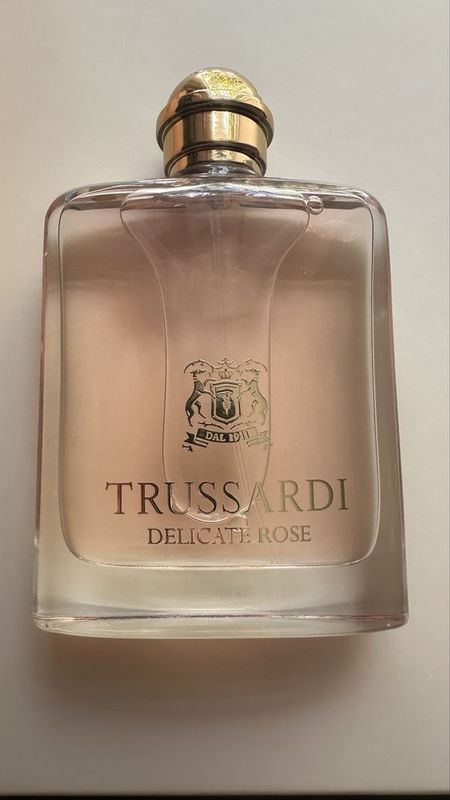 DAL 1911
TRUSSARDI
DELICATE ROSE